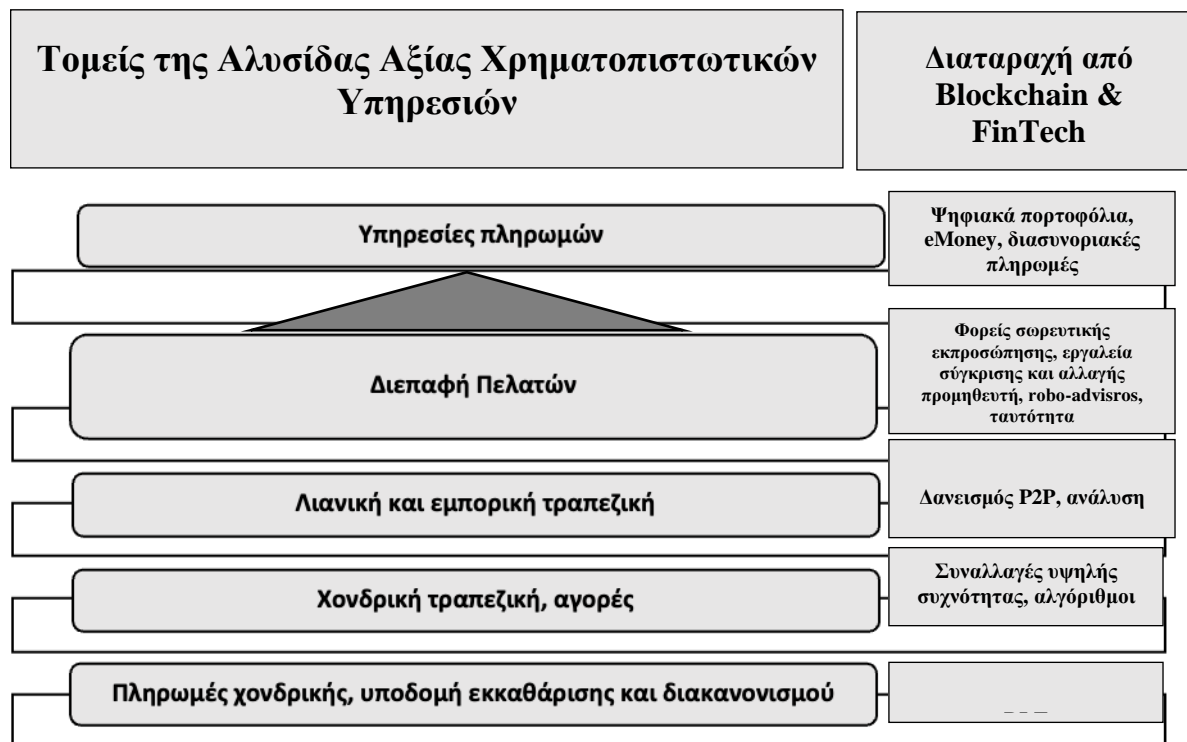 Τομείς της Αλυσίδας Αξίας Χρηματοπιστωτικών
Υπηρεσιών
Διαταραχή από
Blockchain &
FinTech
Υπηρεσίες πληρωμών
Ψηφιακά πορτοφόλια,
eMoney, διασυνοριακές
πληρωμές
Διεπαφή Πελατών
Φορείς σωρευτικής
εκπροσώπησης, εργαλεία
σύγκρισης και αλλαγής
προμηθευτή, robo-advisros,
ταυτότητα
Λιανική και εμπορική τραπεζική
Δανεισμός P2P, ανάλυση
Χονδρική τραπεζική, αγορές
Συναλλαγές υψηλής
συχνότητας, αλγόριθμοι
Πληρωμές χονδρικής, υποδομή εκκαθάρισης και διακανονισμού